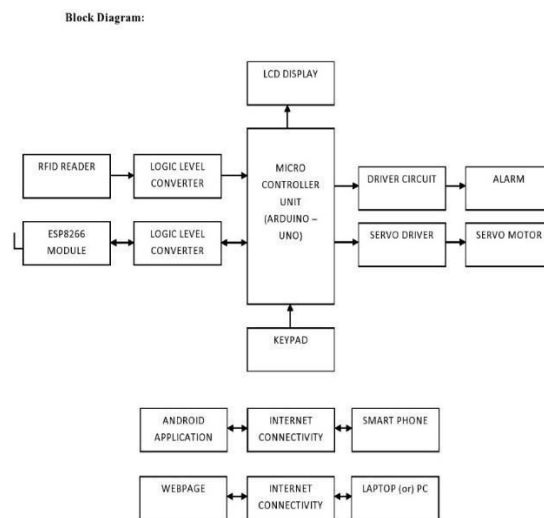 Block Diagram:
LCD DISPLAY
RFID READER
LOGIC LEVEL
CONVERTER
MICRO
CONTROLLER
UNIT
(ARDUINO –
UNO)
DRIVER CIRCUIT
ALARM
ESP8266
MODULE
LOGIC LEVEL
CONVERTER
SERVO DRIVER
SERVO MOTOR
KEYPAD
ANDROID
APPLICATION
INTERNET
CONNECTIVITY
SMART PHONE
WEBPAGE
INTERNET
CONNECTIVITY
LAPTOP (or) PC